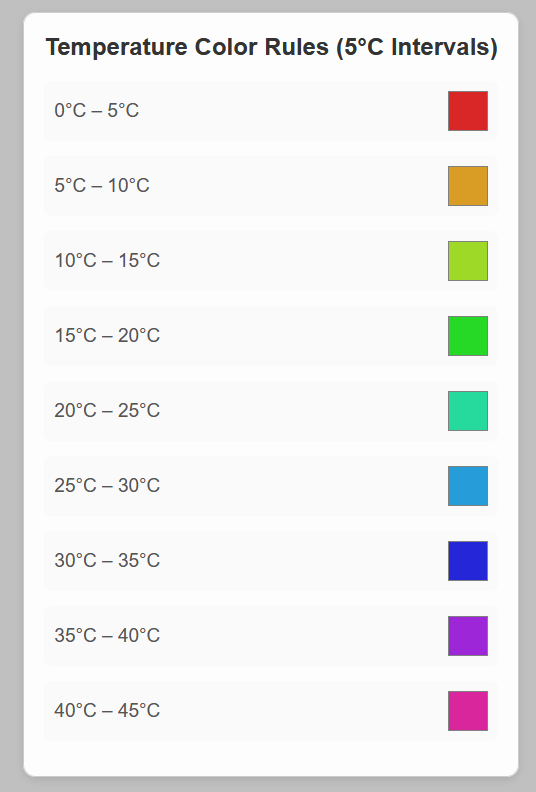 Temperature Color Rules (5°C Intervals)
0°C – 5°C
5°C – 10°C
10°C – 15°C
15°C – 20°C
20°C – 25°C
25°C – 30°C
30°C – 35°C
35°C – 40°C
40°C – 45°C